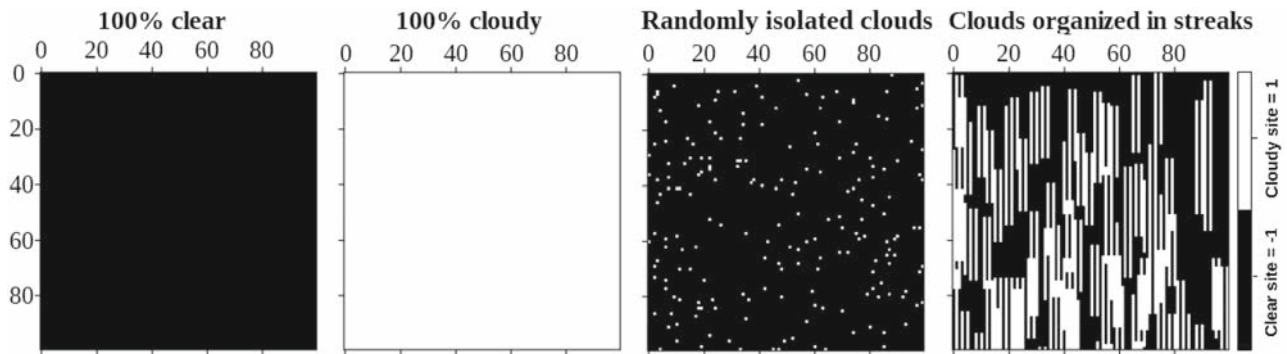 100% clear
100% cloudy
Randomly isolated clouds
Clouds organized in streaks
0 20 40 60 80
0 20 40 60 80
0 20 40 60 80
0 20 40 60 80
0
20
40
60
80
Cloudy site = 1
Clear site = -1